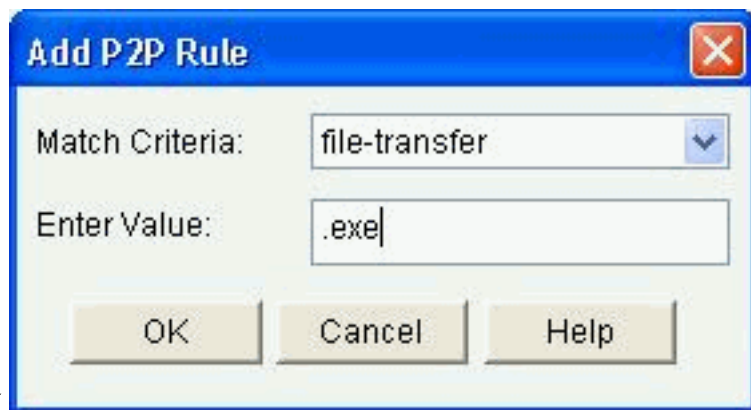 Add P2P Rule
Match Criteria: file-transfer
Enter Value: .exe
OK Cancel Help